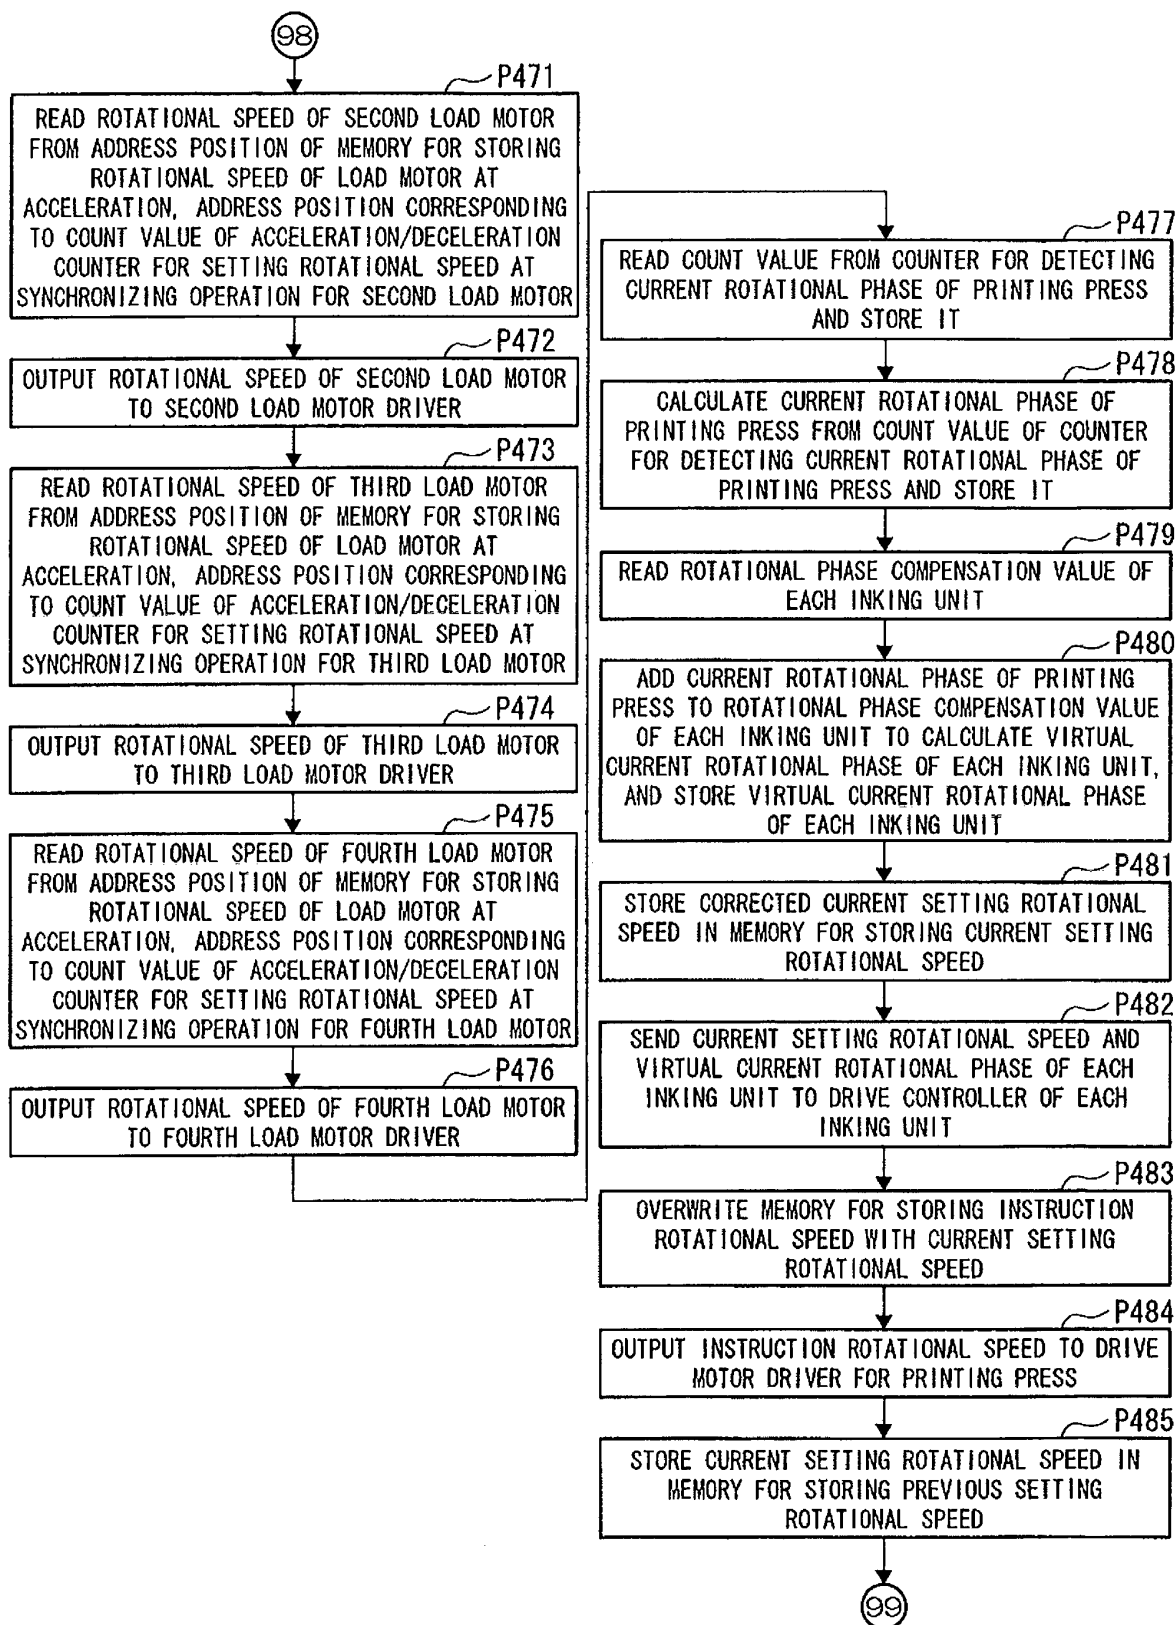 98
P471
READ ROTATIONAL SPEED OF SECOND LOAD MOTOR
FROM ADDRESS POSITION OF MEMORY FOR STORING
ROTATIONAL SPEED OF LOAD MOTOR AT
ACCELERATION, ADDRESS POSITION CORRESPONDING
TO COUNT VALUE OF ACCELERATION/DECELERATION
COUNTER FOR SETTING ROTATIONAL SPEED AT
SYNCHRONIZING OPERATION FOR SECOND LOAD MOTOR
P472
OUTPUT ROTATIONAL SPEED OF SECOND LOAD MOTOR
TO SECOND LOAD MOTOR DRIVER
P473
READ ROTATIONAL SPEED OF THIRD LOAD MOTOR
FROM ADDRESS POSITION OF MEMORY FOR STORING
ROTATIONAL SPEED OF LOAD MOTOR AT
ACCELERATION, ADDRESS POSITION CORRESPONDING
TO COUNT VALUE OF ACCELERATION/DECELERATION
COUNTER FOR SETTING ROTATIONAL SPEED AT
SYNCHRONIZING OPERATION FOR THIRD LOAD MOTOR
P474
OUTPUT ROTATIONAL SPEED OF THIRD LOAD MOTOR
TO THIRD LOAD MOTOR DRIVER
P475
READ ROTATIONAL SPEED OF FOURTH LOAD MOTOR
FROM ADDRESS POSITION OF MEMORY FOR STORING
ROTATIONAL SPEED OF LOAD MOTOR AT
ACCELERATION, ADDRESS POSITION CORRESPONDING
TO COUNT VALUE OF ACCELERATION/DECELERATION
COUNTER FOR SETTING ROTATIONAL SPEED AT
SYNCHRONIZING OPERATION FOR FOURTH LOAD MOTOR
P476
OUTPUT ROTATIONAL SPEED OF FOURTH LOAD MOTOR
TO FOURTH LOAD MOTOR DRIVER
P477
READ COUNT VALUE FROM COUNTER FOR DETECTING
CURRENT ROTATIONAL PHASE OF PRINTING PRESS
AND STORE IT
P478
CALCULATE CURRENT ROTATIONAL PHASE OF
PRINTING PRESS FROM COUNT VALUE OF COUNTER
FOR DETECTING CURRENT ROTATIONAL PHASE OF
PRINTING PRESS AND STORE IT
P479
READ ROTATIONAL PHASE COMPENSATION VALUE OF
EACH INKING UNIT
P480
ADD CURRENT ROTATIONAL PHASE OF PRINTING
PRESS TO ROTATIONAL PHASE COMPENSATION VALUE
OF EACH INKING UNIT TO CALCULATE VIRTUAL
CURRENT ROTATIONAL PHASE OF EACH INKING UNIT,
AND STORE VIRTUAL CURRENT ROTATIONAL PHASE
OF EACH INKING UNIT
P481
STORE CORRECTED CURRENT SETTING ROTATIONAL
SPEED IN MEMORY FOR STORING CURRENT SETTING
ROTATIONAL SPEED
P482
SEND CURRENT SETTING ROTATIONAL SPEED AND
VIRTUAL CURRENT ROTATIONAL PHASE OF EACH
INKING UNIT TO DRIVE CONTROLLER OF EACH
INKING UNIT
P483
OVERWRITE MEMORY FOR STORING INSTRUCTION
ROTATIONAL SPEED WITH CURRENT SETTING
ROTATIONAL SPEED
P484
OUTPUT INSTRUCTION ROTATIONAL SPEED TO DRIVE
MOTOR DRIVER FOR PRINTING PRESS
P485
STORE CURRENT SETTING ROTATIONAL SPEED IN
MEMORY FOR STORING PREVIOUS SETTING
ROTATIONAL SPEED
99